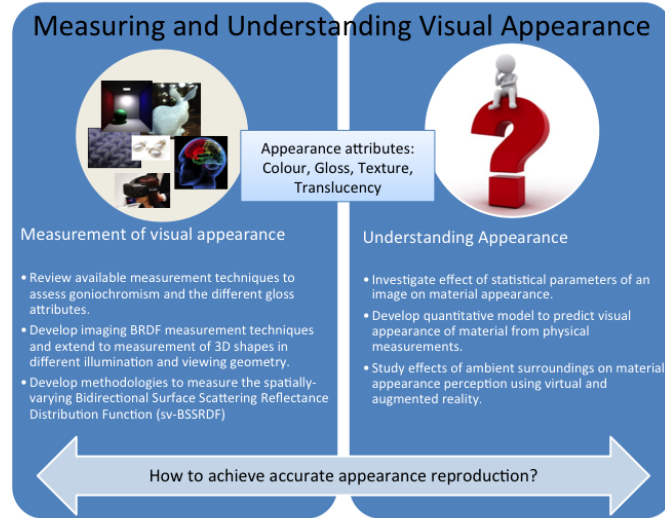 Measuring and Understanding Visual Appearance
Appearance attributes:
Colour, Gloss, Texture,
Translucency
Measurement of visual appearance
• Review available measurement techniques to
assess goniochromism and the different gloss
attributes.
• Develop imaging BRDF measurement techniques
and extend to measurement of 3D shapes in
different illumination and viewing geometry.
• Develop methodologies to measure the spatially-
varying Bidirectional Surface Scattering Reflectance
Distribution Function (sv-BSSRDF)
Understanding Appearance
• Investigate effect of statistical parameters of an
image on material appearance.
• Develop quantitative model to predict visual
appearance of material from physical
measurements.
• Study effects of ambient surroundings on material
appearance perception using virtual and
augmented reality.
How to achieve accurate appearance reproduction?